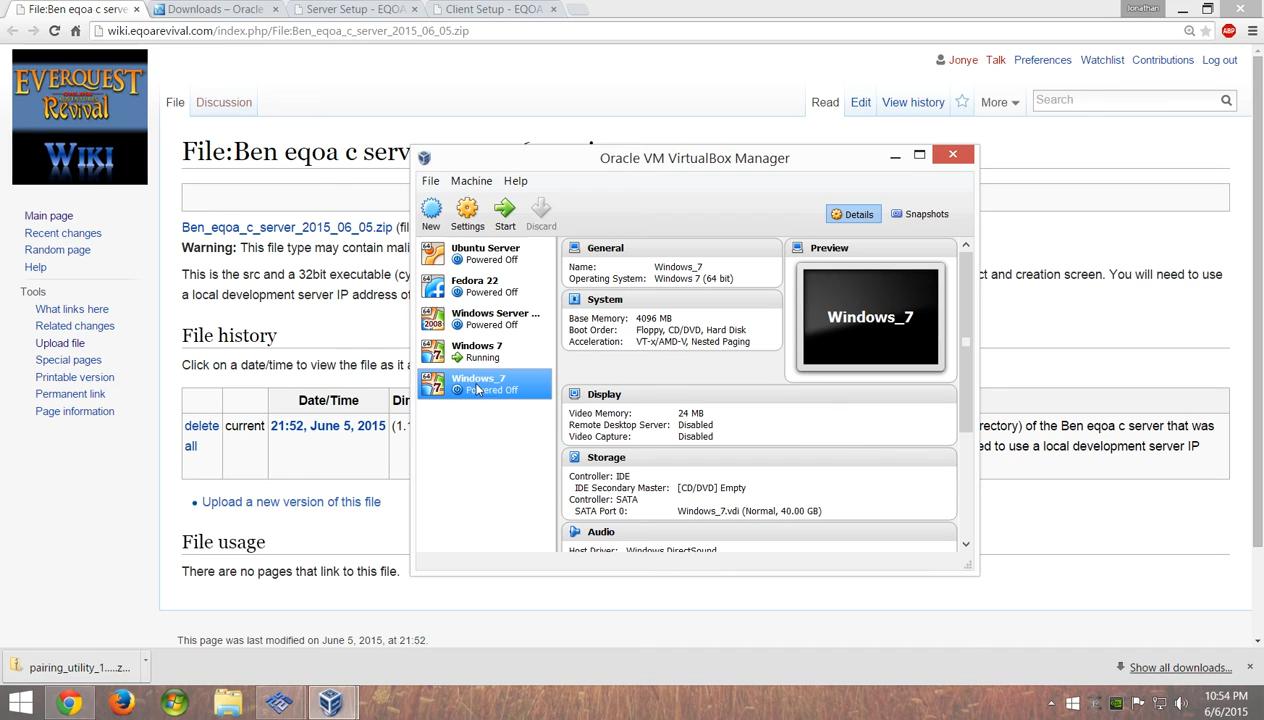 File:Ben eqoa c serve
Downloads – Oracle
Server Setup - EQOA
Client Setup - EQOA
Jonathan
wiki.eqoarevival.com/index.php/File:Ben_eqoa_c_server_2015_06_05.zip
ABP
EVERQUEST
Revival
WIKI
Jonye Talk Preferences Watchlist Contributions Log out
File Discussion
Read Edit View history More Search
File:Ben eqoa c serv
Main page
Recent changes
Random page
Help
Tools
What links here
Related changes
Upload file
Special pages
Printable version
Permanent link
Page information
Ben_eqoa_c_server_2015_06_05.zip (fil
Warning: This file type may contain mali
This is the src and a 32bit executable (cy
ct and creation screen. You will need to use
a local development server IP address of
File history
Click on a date/time to view the file as it a
Date/Time Di
delete all
current
21:52, June 5, 2015
(1.1
rectory) of the Ben eqoa c server that was
ed to use a local development server IP
Upload a new version of this file
File usage
There are no pages that link to this file.
This page was last modified on June 5, 2015, at 21:52.
Oracle VM VirtualBox Manager
File Machine Help
New Settings Start Discard
Details Snapshots
64 Ubuntu Server
Powered Off
64 Fedora 22
Powered Off
64 2008 Windows Server ...
Powered Off
64 7 Windows 7
Running
64 7 Windows_7
Powered Off
General
Name: Windows_7
Operating System: Windows 7 (64 bit)
System
Base Memory: 4096 MB
Boot Order: Floppy, CD/DVD, Hard Disk
Acceleration: VT-x/AMD-V, Nested Paging
Preview
Windows_7
Display
Video Memory: 24 MB
Remote Desktop Server: Disabled
Video Capture: Disabled
Storage
Controller: IDE
IDE Secondary Master: [CD/DVD] Empty
Controller: SATA
SATA Port 0: Windows_7.vdi (Normal, 40.00 GB)
Audio
Host Driver: Windows DirectSound
pairing_utility_1.....z...
Show all downloads...
10:54 PM
6/6/2015